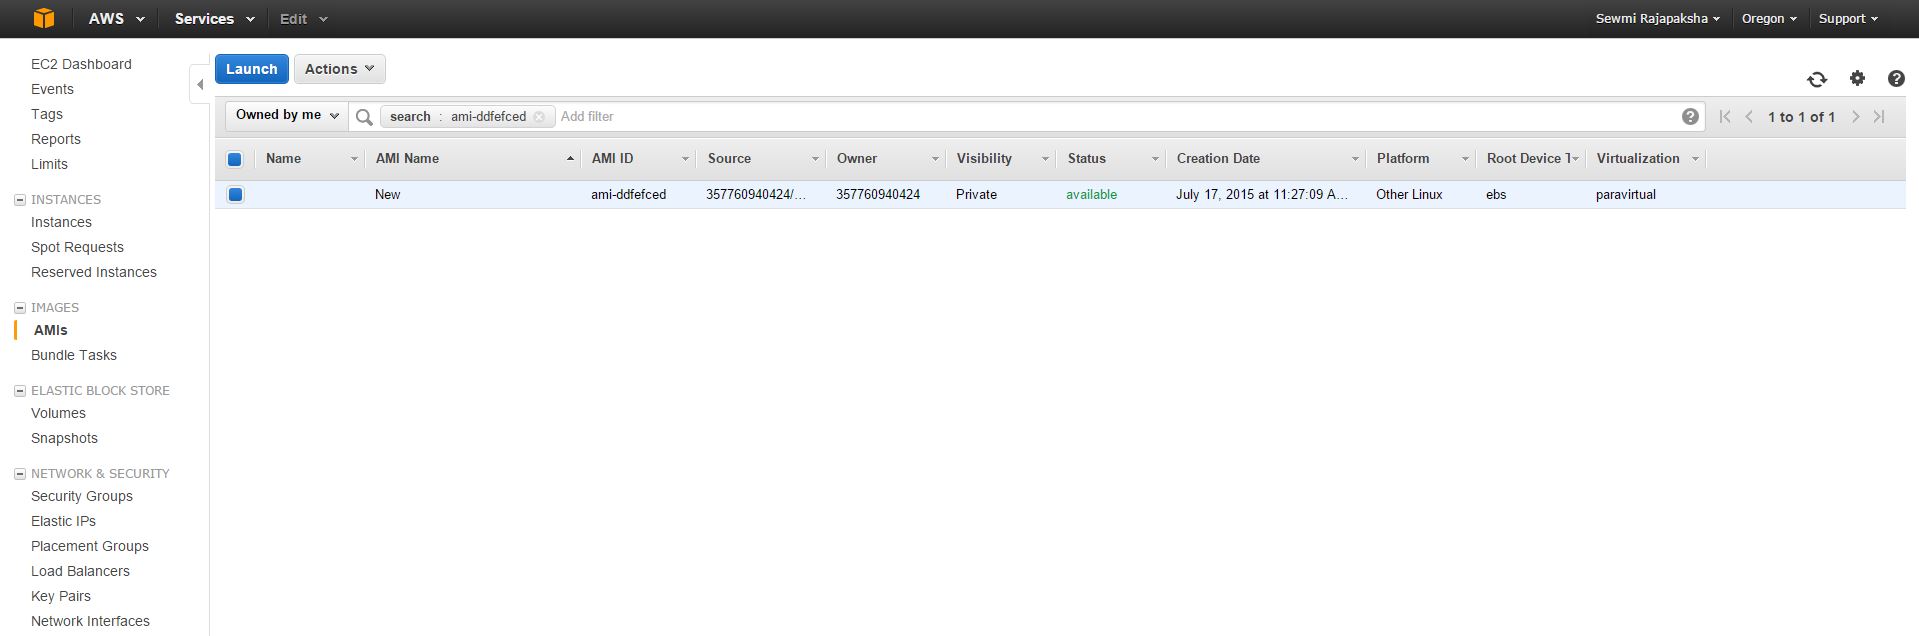 AWS Services Edit Sewmi Rajapaksha Oregon Support
EC2 Dashboard
Events
Tags
Reports
Limits
INSTANCES
Instances
Spot Requests
Reserved Instances
IMAGES
AMIs
Bundle Tasks
ELASTIC BLOCK STORE
Volumes
Snapshots
NETWORK & SECURITY
Security Groups
Elastic IPs
Placement Groups
Load Balancers
Key Pairs
Network Interfaces
Launch Actions
Owned by me search : ami-ddfefced Add filter 1 to 1 of 1
Name AMI Name AMI ID Source Owner Visibility Status Creation Date Platform Root Device T Virtualization
New ami-ddfefced 357760940424/... 357760940424 Private available July 17, 2015 at 11:27:09 A... Other Linux ebs paravirtual